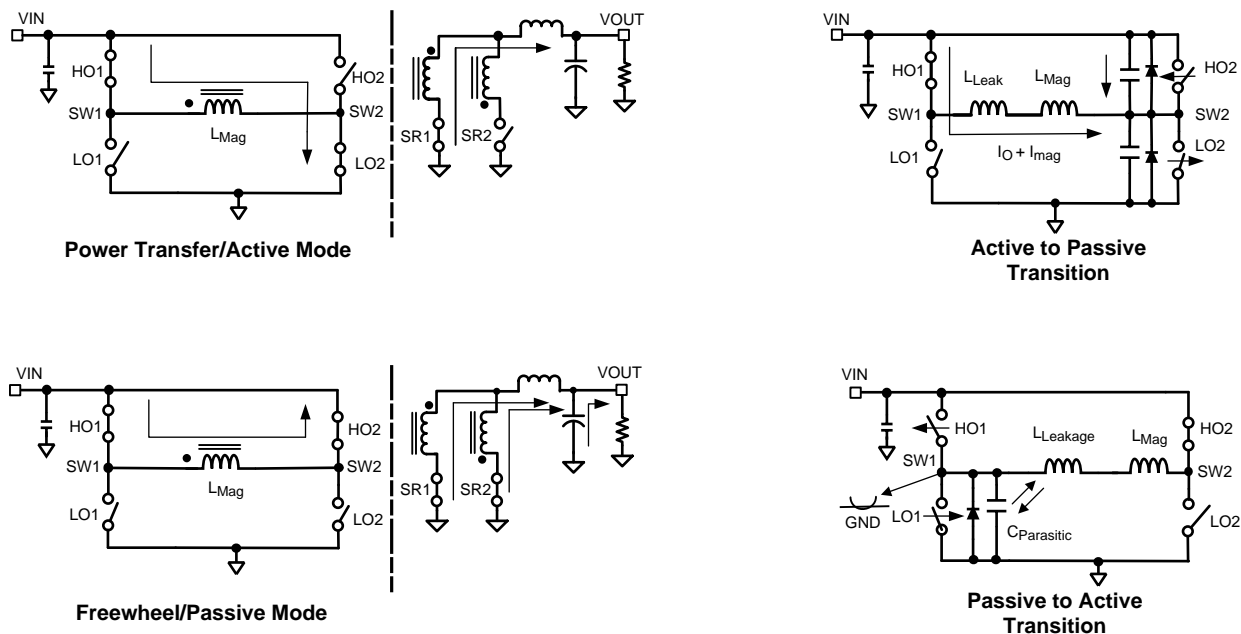 VIN
HO1
HO2
SW1
SW2
LMag
LO1
LO2
VOUT
SR1
SR2
Power Transfer/Active Mode
VIN
HO1
HO2
LLeak
LMag
SW1
SW2
LO1
LO2
IO + Imag
Active to Passive
Transition
VIN
HO1
HO2
SW1
SW2
LMag
LO1
LO2
VOUT
SR1
SR2
Freewheel/Passive Mode
VIN
HO1
HO2
LLeakage
LMag
SW1
SW2
GND
LO1
LO2
CParasitic
Passive to Active
Transition